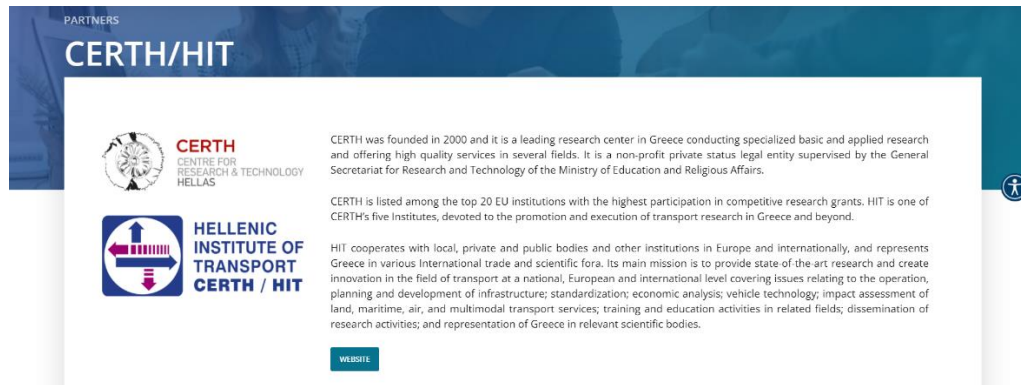 PARTNERS
CERTH/HIT
CERTH
CENTRE FOR
RESEARCH & TECHNOLOGY
HELLAS
HELLENIC
INSTITUTE OF
TRANSPORT
CERTH / HIT
CERTH was founded in 2000 and it is a leading research center in Greece conducting specialized basic and applied research
and offering high quality services in several fields. It is a non-profit private status legal entity supervised by the General
Secretariat for Research and Technology of the Ministry of Education and Religious Affairs.
CERTH is listed among the top 20 EU institutions with the highest participation in competitive research grants. HIT is one of
CERTH's five Institutes, devoted to the promotion and execution of transport research in Greece and beyond.
HIT cooperates with local, private and public bodies and other institutions in Europe and internationally, and represents
Greece in various International trade and scientific fora. Its main mission is to provide state-of-the-art research and create
innovation in the field of transport at a national, European and international level covering issues relating to the operation,
planning and development of infrastructure; standardization; economic analysis; vehicle technology; impact assessment of
land, maritime, air, and multimodal transport services; training and education activities in related fields; dissemination of
research activities; and representation of Greece in relevant scientific bodies.
WEBSITE